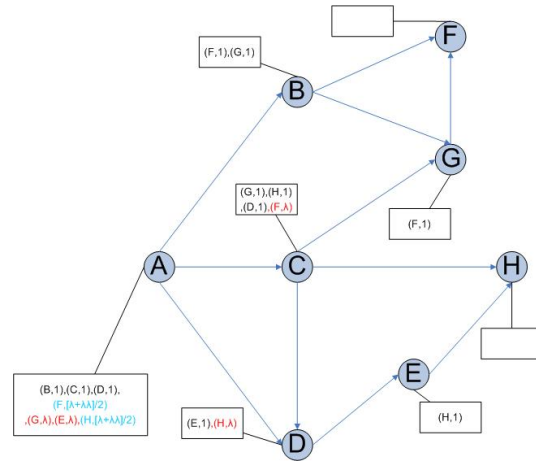 F
(F,1),(G,1)
B
G
(G,1),(H,1)
,(D,1),(F,λ)
(F,1)
A
C
H
E
(B,1),(C,1),(D,1),
(F,[λ+λλ]/2)
,(G,λ),(E,λ),(H,[λ+λλ]/2)
(E,1),(H,λ)
(H,1)
D